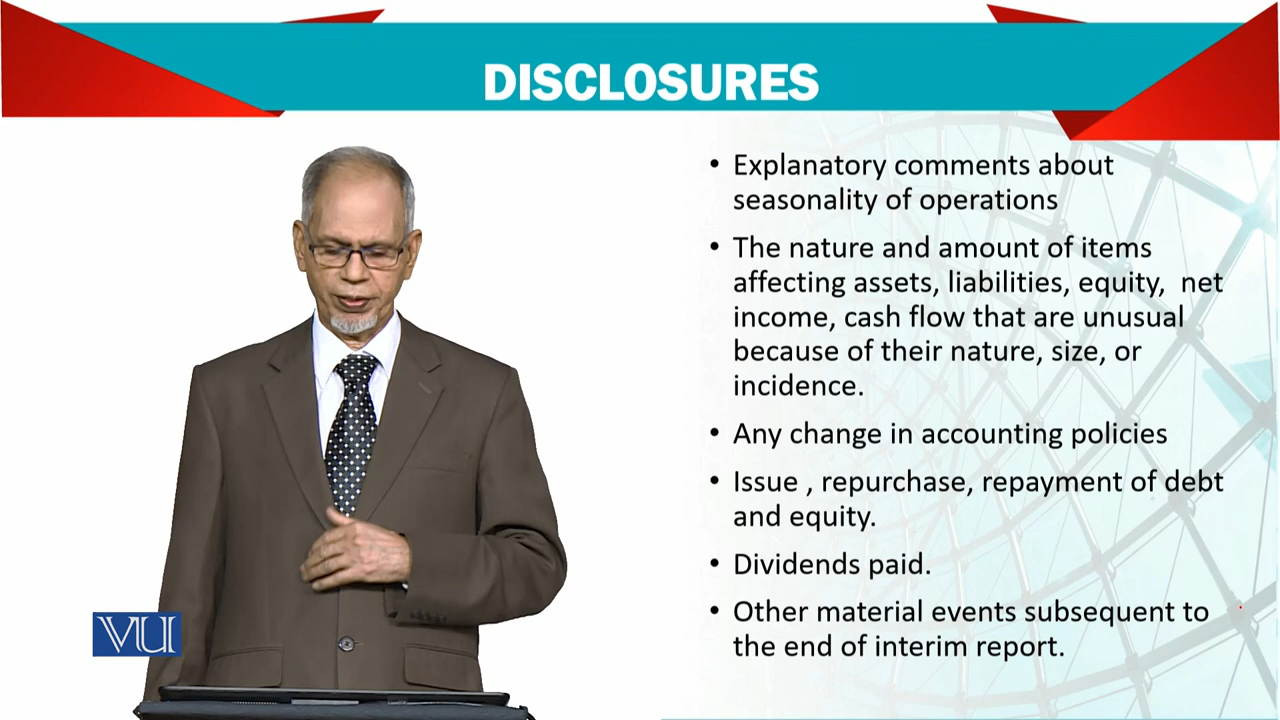 DISCLOSURES
• Explanatory comments about
seasonality of operations
• The nature and amount of items
affecting assets, liabilities, equity,  net
income, cash flow that are unusual
because of their nature, size, or
incidence.
• Any change in accounting policies
• Issue , repurchase, repayment of debt
and equity.
• Dividends paid.
• Other material events subsequent to
the end of interim report.
VU